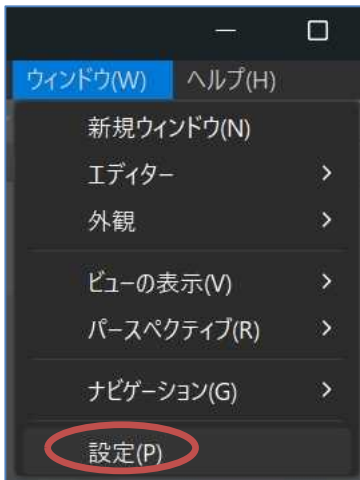 ウィンドウ(W) ヘルプ(H)
新規ウィンドウ(N)
エディター
外観
ビューの表示(V)
パースペクティブ(R)
ナビゲーション(G)
設定(P)